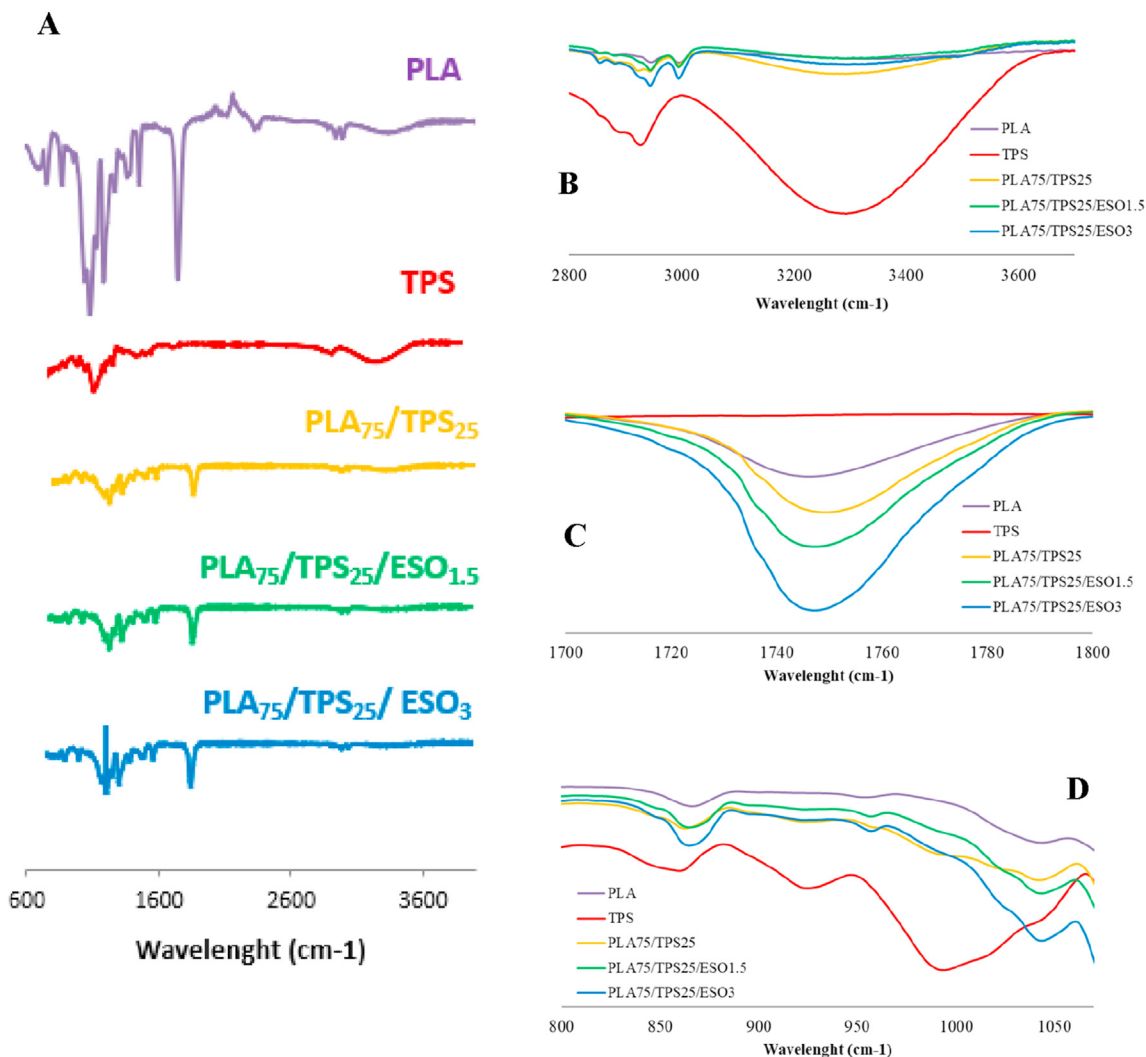 A
PLA
TPS
PLA75/TPS25
PLA75/TPS25/ESO1.5
PLA75/TPS25/ ESO3
600 1600 2600 3600
Wavelenght (cm-1)
B
PLA
TPS
PLA75/TPS25
PLA75/TPS25/ESO1.5
PLA75/TPS25/ESO3
2800 3000 3200 3400 3600
Wavelenght (cm-1)
C
PLA
TPS
PLA75/TPS25
PLA75/TPS25/ESO1.5
PLA75/TPS25/ESO3
1700 1720 1740 1760 1780 1800
Wavelenght (cm-1)
D
PLA
TPS
PLA75/TPS25
PLA75/TPS25/ESO1.5
PLA75/TPS25/ESO3
800 850 900 950 1000 1050
Wavelenght (cm-1)